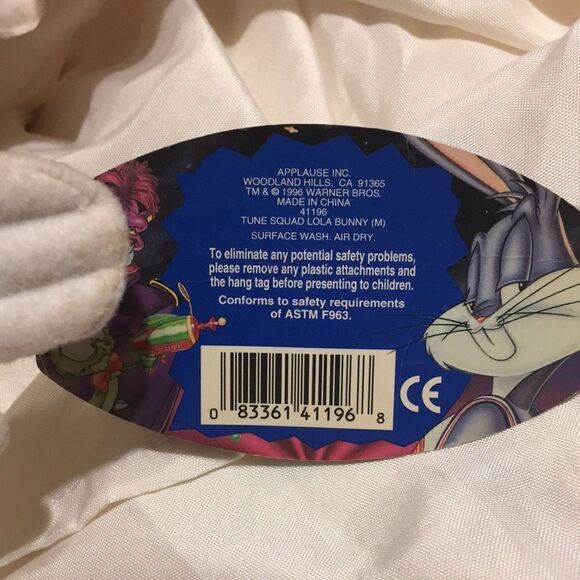 APPLAUSE INC.
WOODLAND HILLS, CA 91365
TM & © 1996 WARNER BROS.
MADE IN CHINA
41196
TUNE SQUAD LOLA BUNNY (M)
SURFACE WASH. AIR DRY.
To eliminate any potential safety problems,
please remove any plastic attachments and
the hang tag before presenting to children.
Conforms to safety requirements
of ASTM F963.
0 83361 41196 8
CE